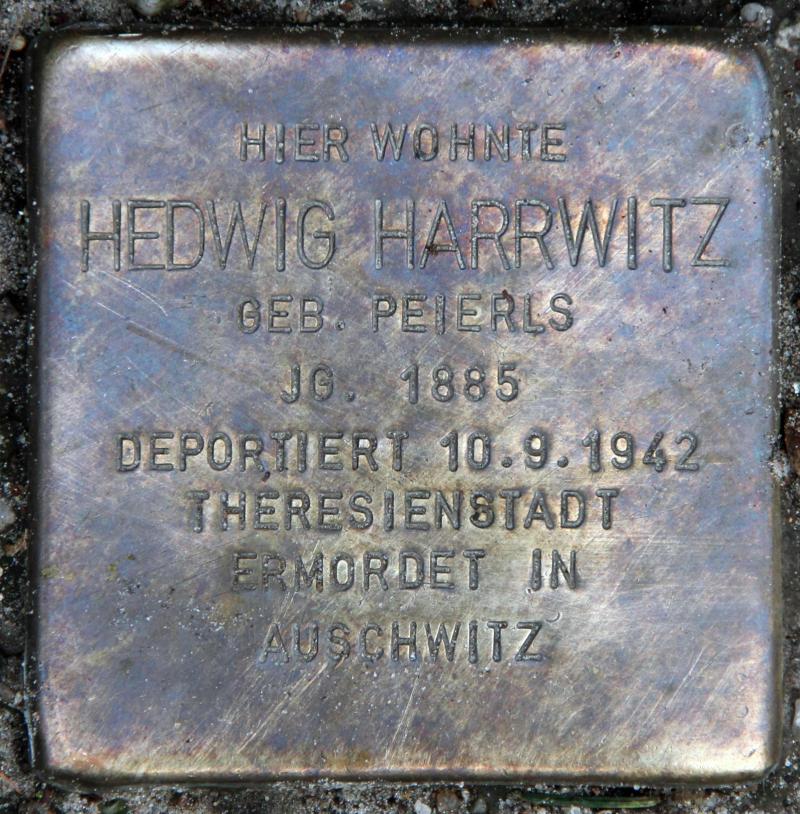 HIER WOHNTE
HEDWIG HARRWITZ
GEB. PEIERLS
JG. 1885
DEPORTIERT 10.9.1942
THERESIENSTADT
ERMORDET IN
AUSCHWITZ